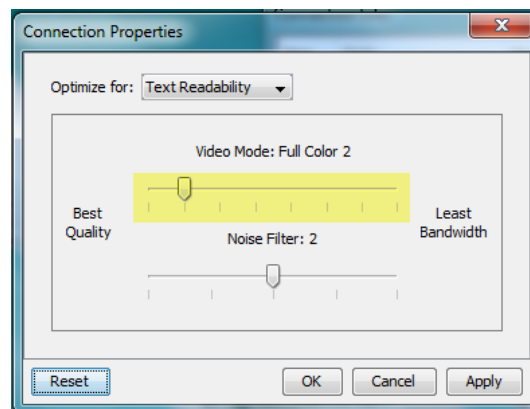 Connection Properties
Optimize for: Text Readability
Video Mode: Full Color 2
Best Quality
Least Bandwidth
Noise Filter: 2
Reset
OK
Cancel
Apply